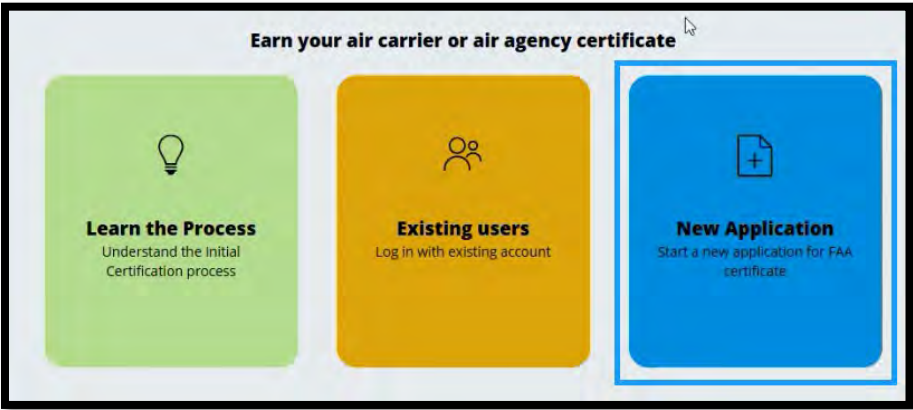 Earn your air carrier or air agency certificate
Learn the Process
Understand the Initial
Certification process
Existing users
Log in with existing account
New Application
Start a new application for FAA
certificate